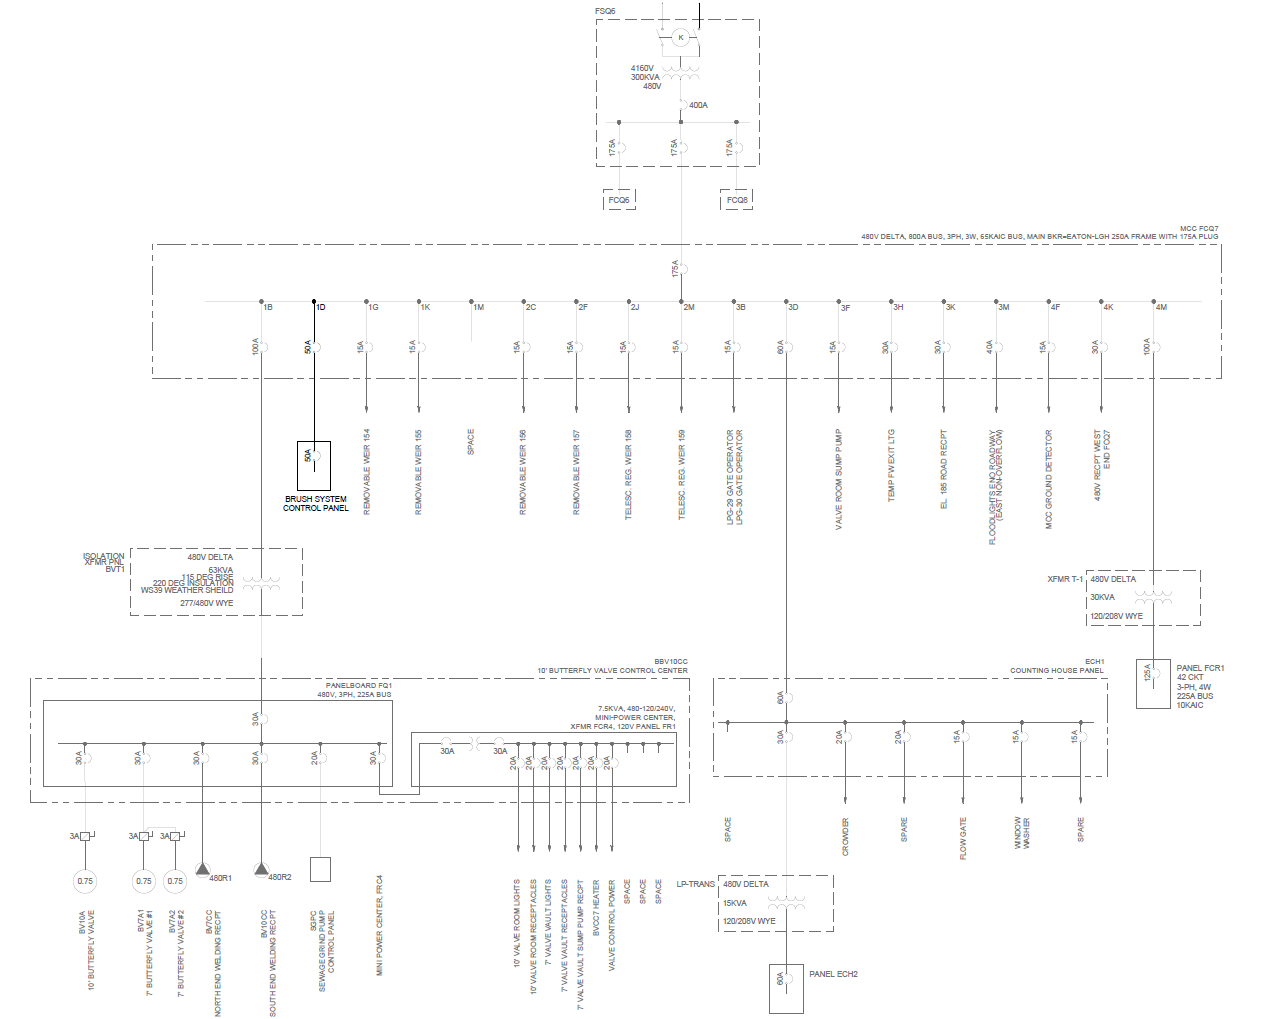 FSQ6
K
4160V
300KVA
480V
400A
175A
175A
175A
FCQ6
FCQ8
MCC FCQ7
480V DELTA, 800A BUS, 3PH, 3W, 65KAIC BUS, MAIN BKR=EATON-LGH 250A FRAME WITH 175A PLUG
175A
1B
1D
1G
1K
1M
2C
2F
2J
2M
3B
3D
3F
3H
3K
3M
4F
4K
4M
100A
50A
15A
15A
15A
15A
15A
15A
15A
60A
15A
30A
30A
40A
15A
30A
100A
50A
BRUSH SYSTEM
CONTROL PANEL
REMOVABLE WEIR 154
REMOVABLE WEIR 155
SPACE
REMOVABLE WEIR 156
REMOVABLE WEIR 157
TELESC. REG. WEIR 158
TELESC. REG. WEIR 159
LPG-29 GATE OPERATOR
LPG-30 GATE OPERATOR
VALVE ROOM SUMP PUMP
TEMP FW EXIT LTG
EL. 185 ROAD RECPT
FLOODLIGHTS END ROADWAY
(EAST NON-OVERFLOW)
MCC GROUND DETECTOR
480V RECPT WEST
END FCQ7
ISOLATION
XFMR PNL
BVT1
480V DELTA
63KVA
115 DEG RISE
220 DEG INSULATION
WS39 WEATHER SHEILD
277/480V WYE
XFMR T-1
480V DELTA
30KVA
120/208V WYE
125A
PANEL FCR1
42 CKT
3-PH, 4W
225A BUS
10KAIC
BBV10CC
10' BUTTERFLY VALVE CONTROL CENTER
PANELBOARD FQ1
480V, 3PH, 225A BUS
30A
30A
30A
30A
30A
20A
30A
7.5KVA, 480-120/240V,
MINI-POWER CENTER,
XFMR FCR4, 120V PANEL FR1
30A
30A
20A
20A
20A
20A
20A
20A
20A
ECH1
COUNTING HOUSE PANEL
60A
30A
20A
20A
15A
15A
15A
SPACE
CROWDER
SPARE
FLOW GATE
WINDOW
WASHER
SPARE
3A
3A
3A
0.75
0.75
0.75
480R1
480R2
BV10A
10' BUTTERFLY VALVE
BV7A1
7' BUTTERFLY VALVE #1
BV7A2
7' BUTTERFLY VALVE #2
BV7CC
NORTH END WELDING RECPT
BV10CC
SOUTH END WELDING RECPT
SGPC
SEWAGE GRIND PUMP
CONTROL PANEL
MINI POWER CENTER, FRC4
10' VALVE ROOM LIGHTS
10' VALVE ROOM RECEPTACLES
7' VALVE VAULT LIGHTS
7' VALVE VAULT RECEPTACLES
7' VALVE VAULT SUMP PUMP RECPT
BVCC7 HEATER
VALVE CONTROL POWER
SPACE
SPACE
SPACE
LP-TRANS
480V DELTA
15KVA
120/208V WYE
60A
PANEL ECH2